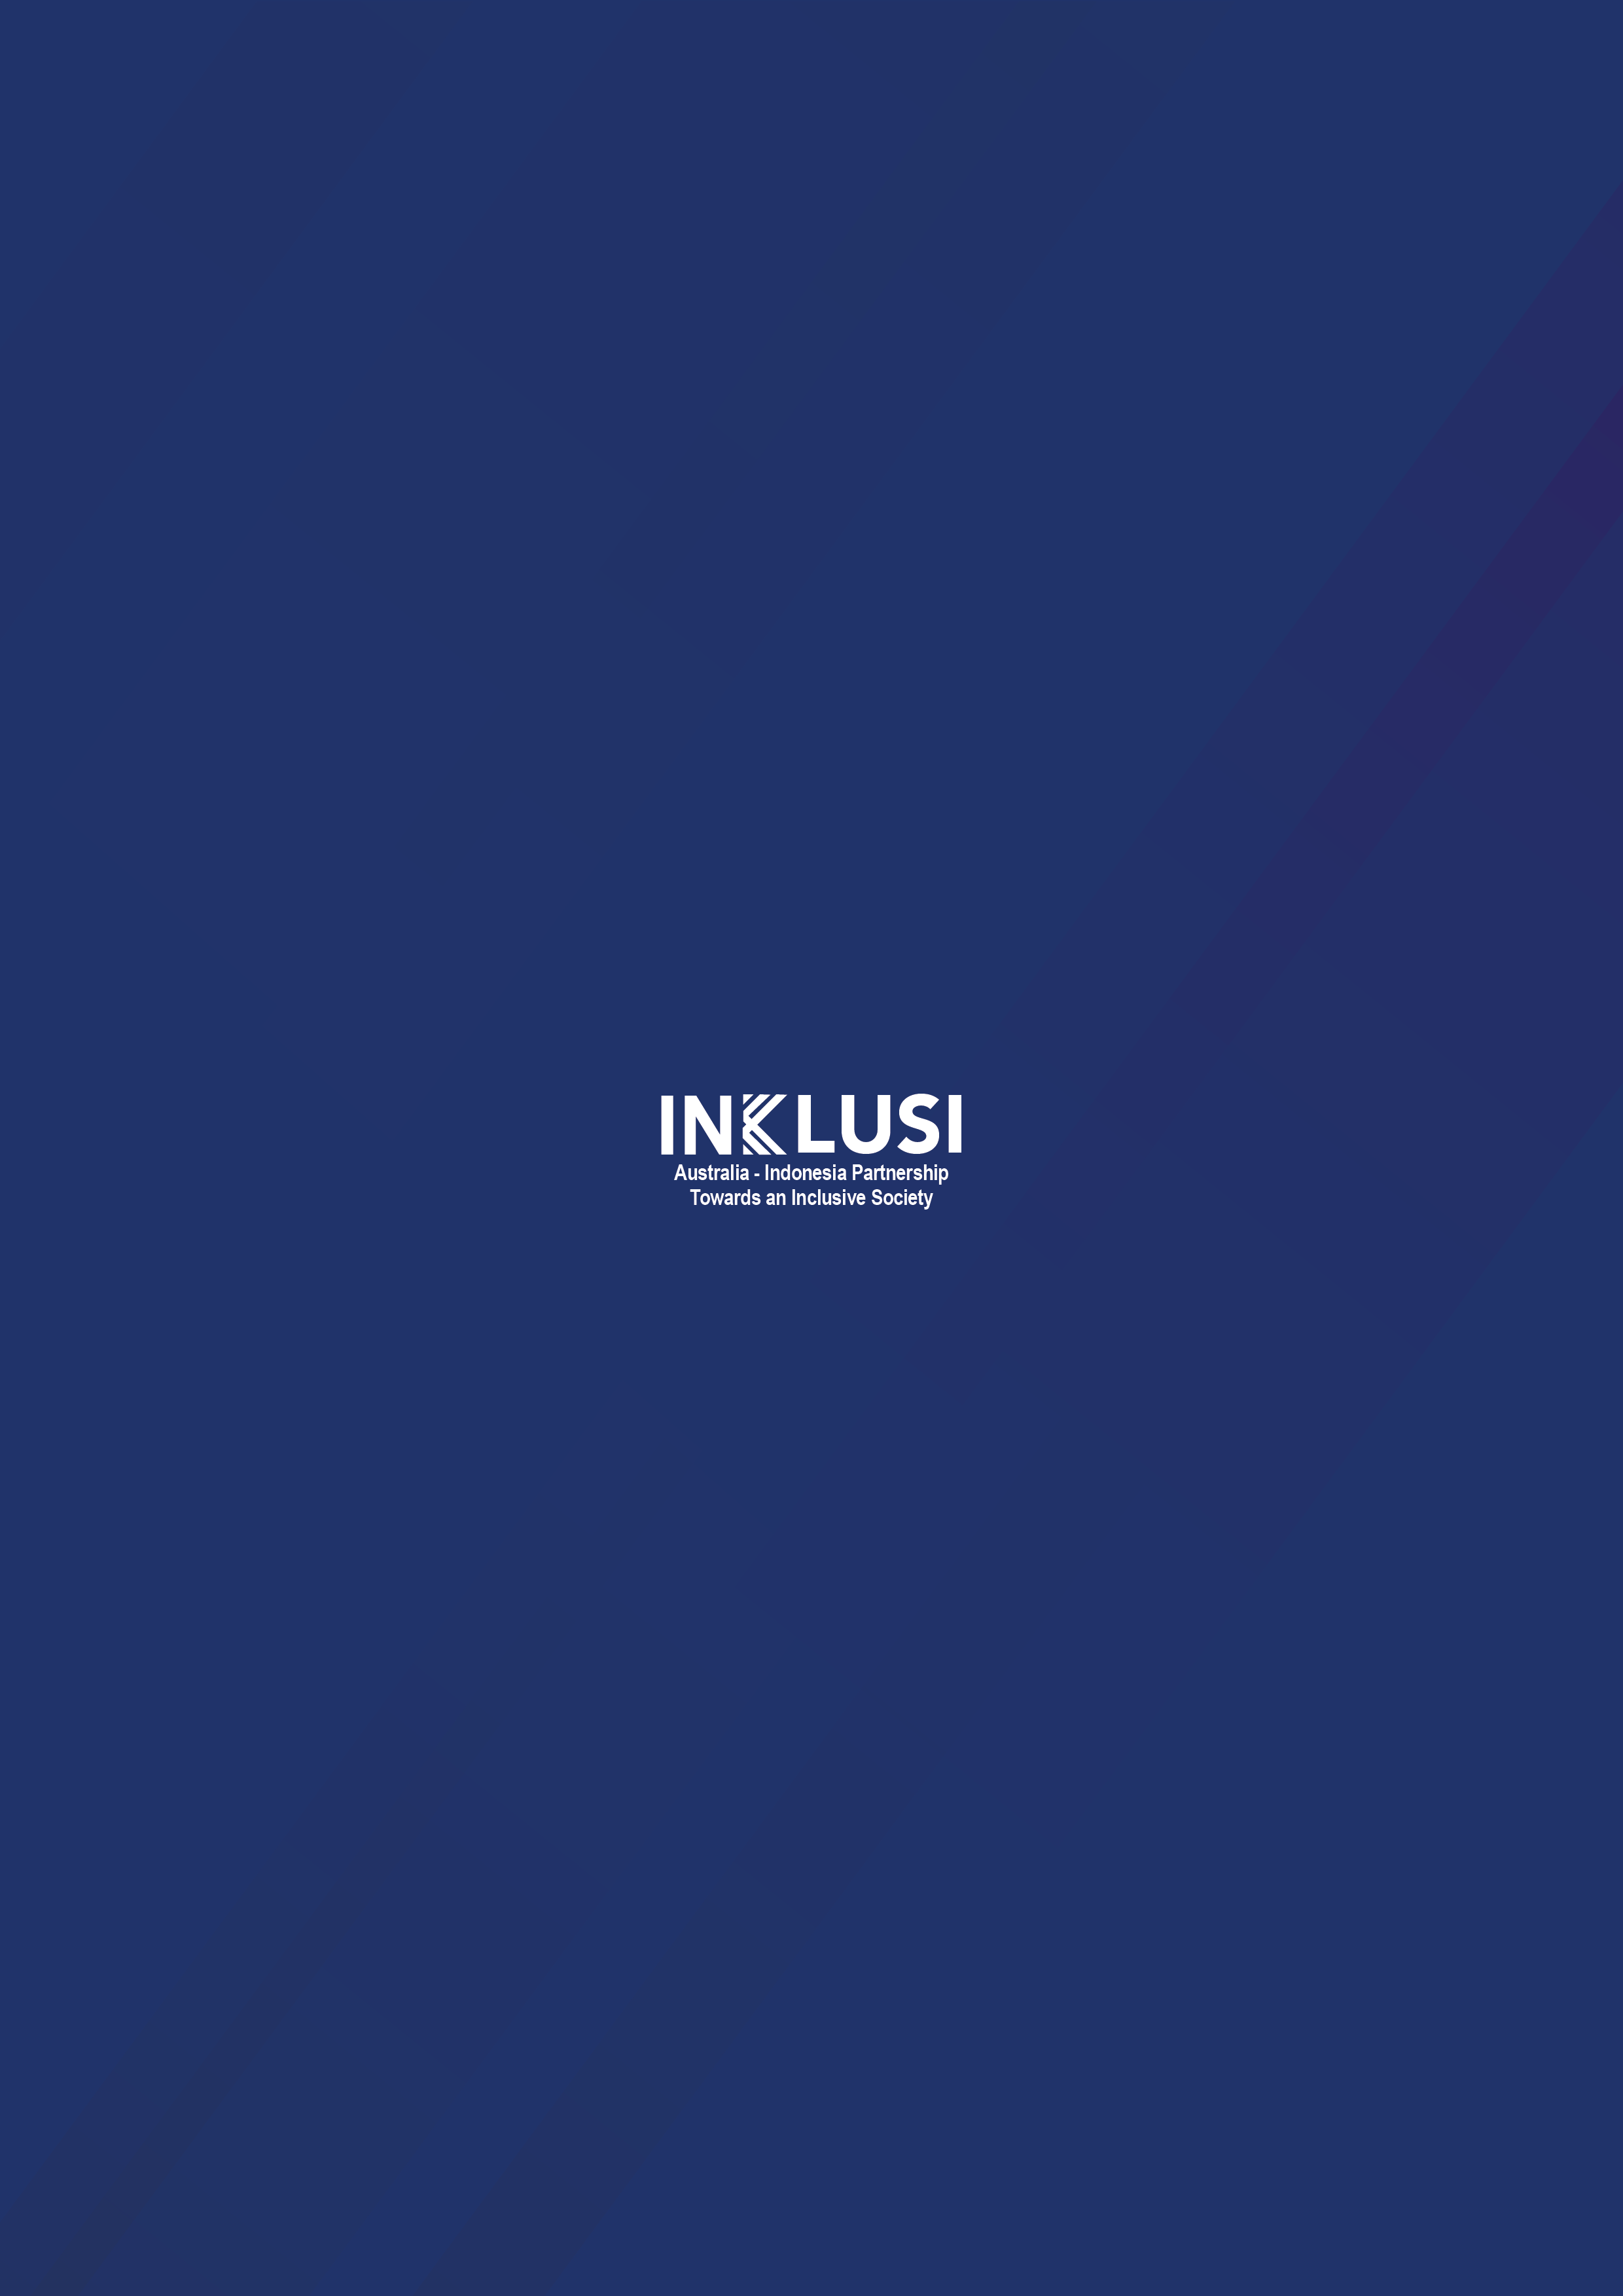 INKLUSI
Australia - Indonesia Partnership
Towards an Inclusive Society